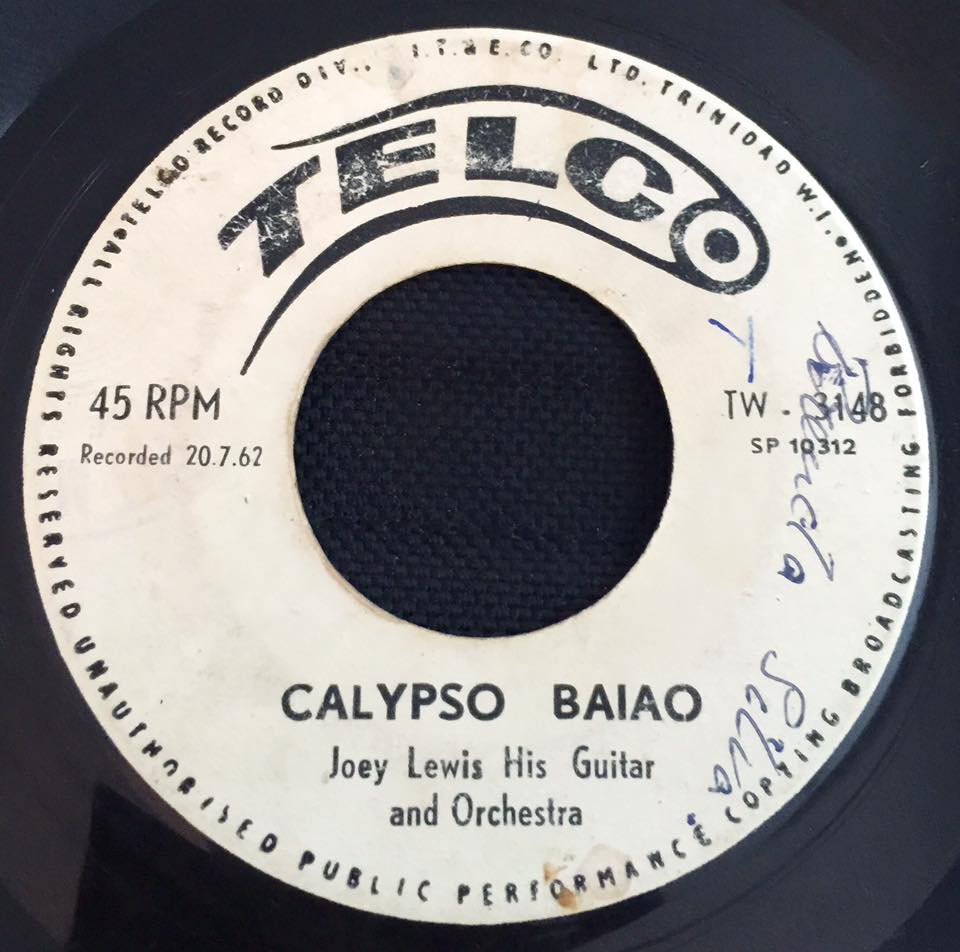 TELCO RECORD DIV.. I.T.& E. CO. LTD. TRINIDAD W.I.
FORBIDDEN
ALL RIGHTS RESERVED UNAUTHORISED PUBLIC PERFORMANCE COPYING BROADCASTING
TELCO
45 RPM
Recorded 20.7.62
TW. 3148
SP 10312
CALYPSO BAIAO
Joey Lewis His Guitar
and Orchestra